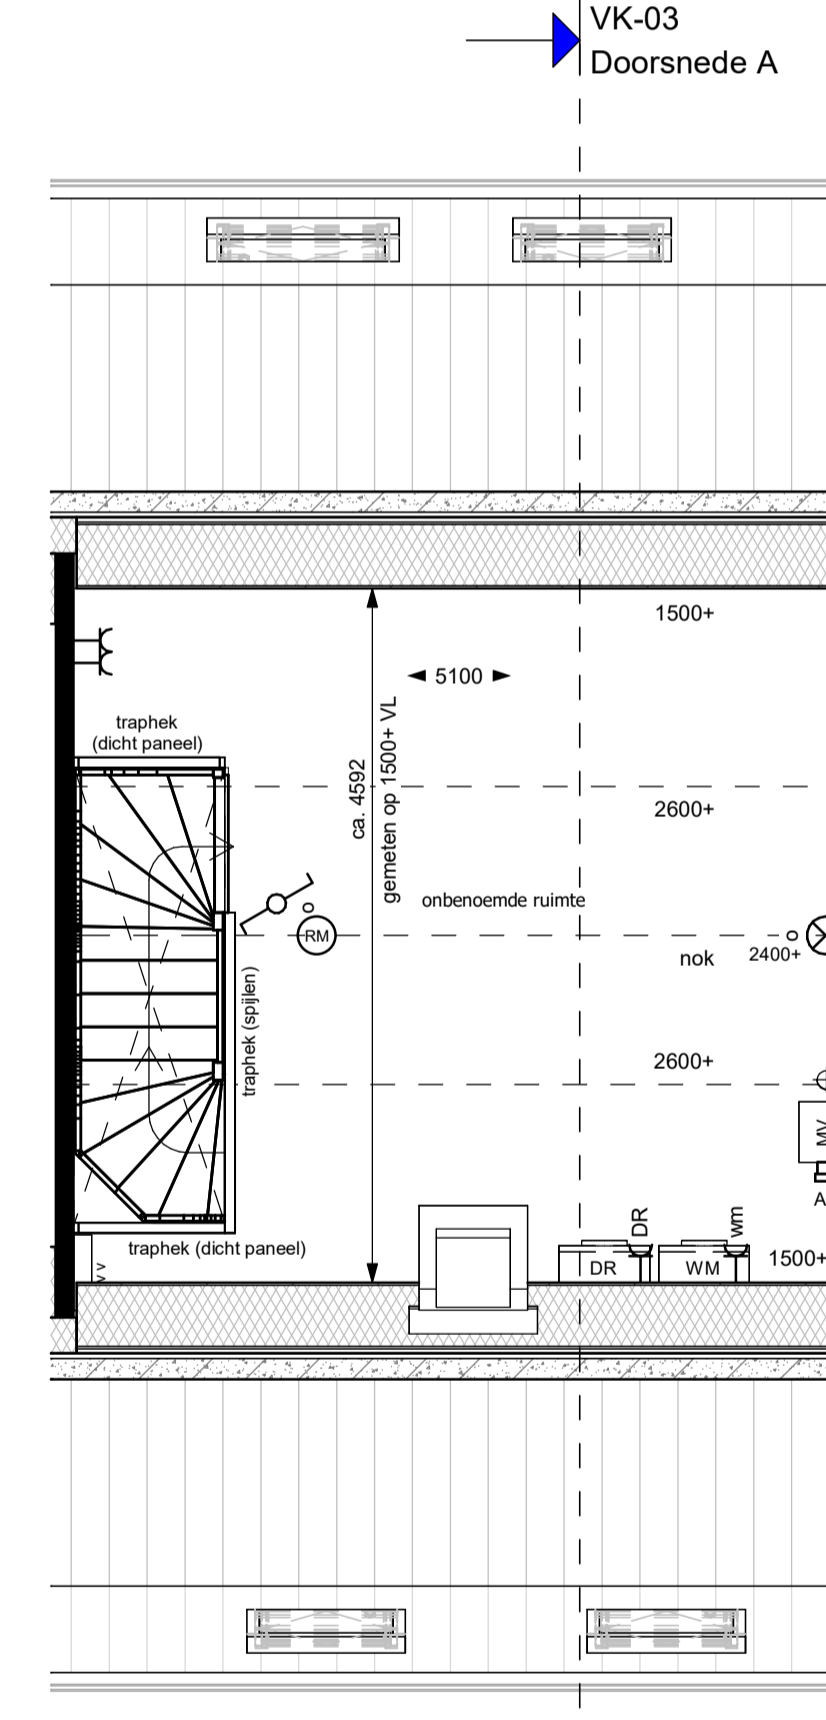 VK-03
Doorsnede A
1500+
5100
traphek
(dicht paneel)
ca. 4592
gemeten op 1500+ VL
2600+
onbenoemde ruimte
RM
nok
2400+
traphek (spijlen)
2600+
MV
A
DR
wm
traphek (dicht paneel)
DR
WM
1500+
VV